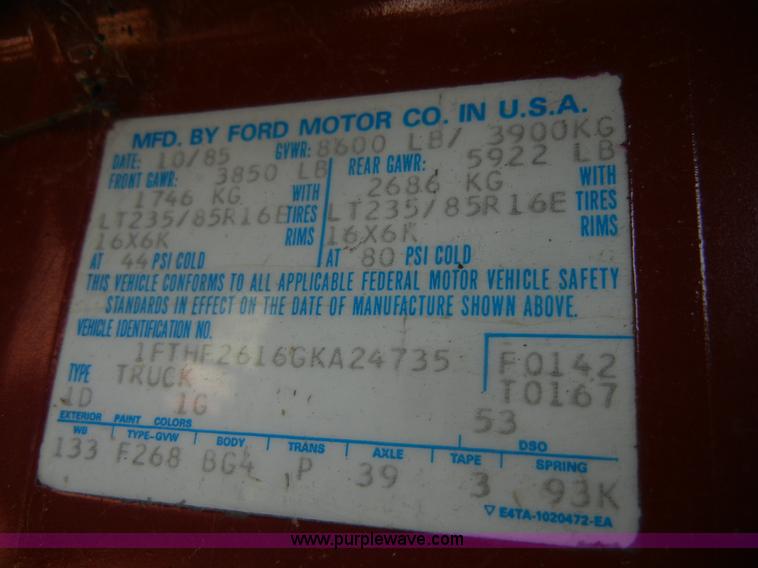 MFD. BY FORD MOTOR CO. IN U.S.A.
DATE: 10/85 GVWR: 8600 LB/ 3900KG
FRONT GAWR: 3850 LB REAR GAWR: 5922 LB
1746 KG WITH 2686 KG WITH
LT235/85R16E TIRES LT235/85R16E TIRES
16X6K RIMS 16X6K RIMS
AT 44 PSI COLD AT 80 PSI COLD
THIS VEHICLE CONFORMS TO ALL APPLICABLE FEDERAL MOTOR VEHICLE SAFETY
STANDARDS IN EFFECT ON THE DATE OF MANUFACTURE SHOWN ABOVE.
VEHICLE IDENTIFICATION NO.
1FTHF2616GKA24735 F0142
TYPE TRUCK T0167
1D 1G 53
EXTERIOR PAINT COLORS DSO
WB TYPE-GVW BODY TRANS AXLE TAPE SPRING
133 F268 BG4 P 39 3 93K
▽ E4TA-1020472-EA
www.purplewave.com